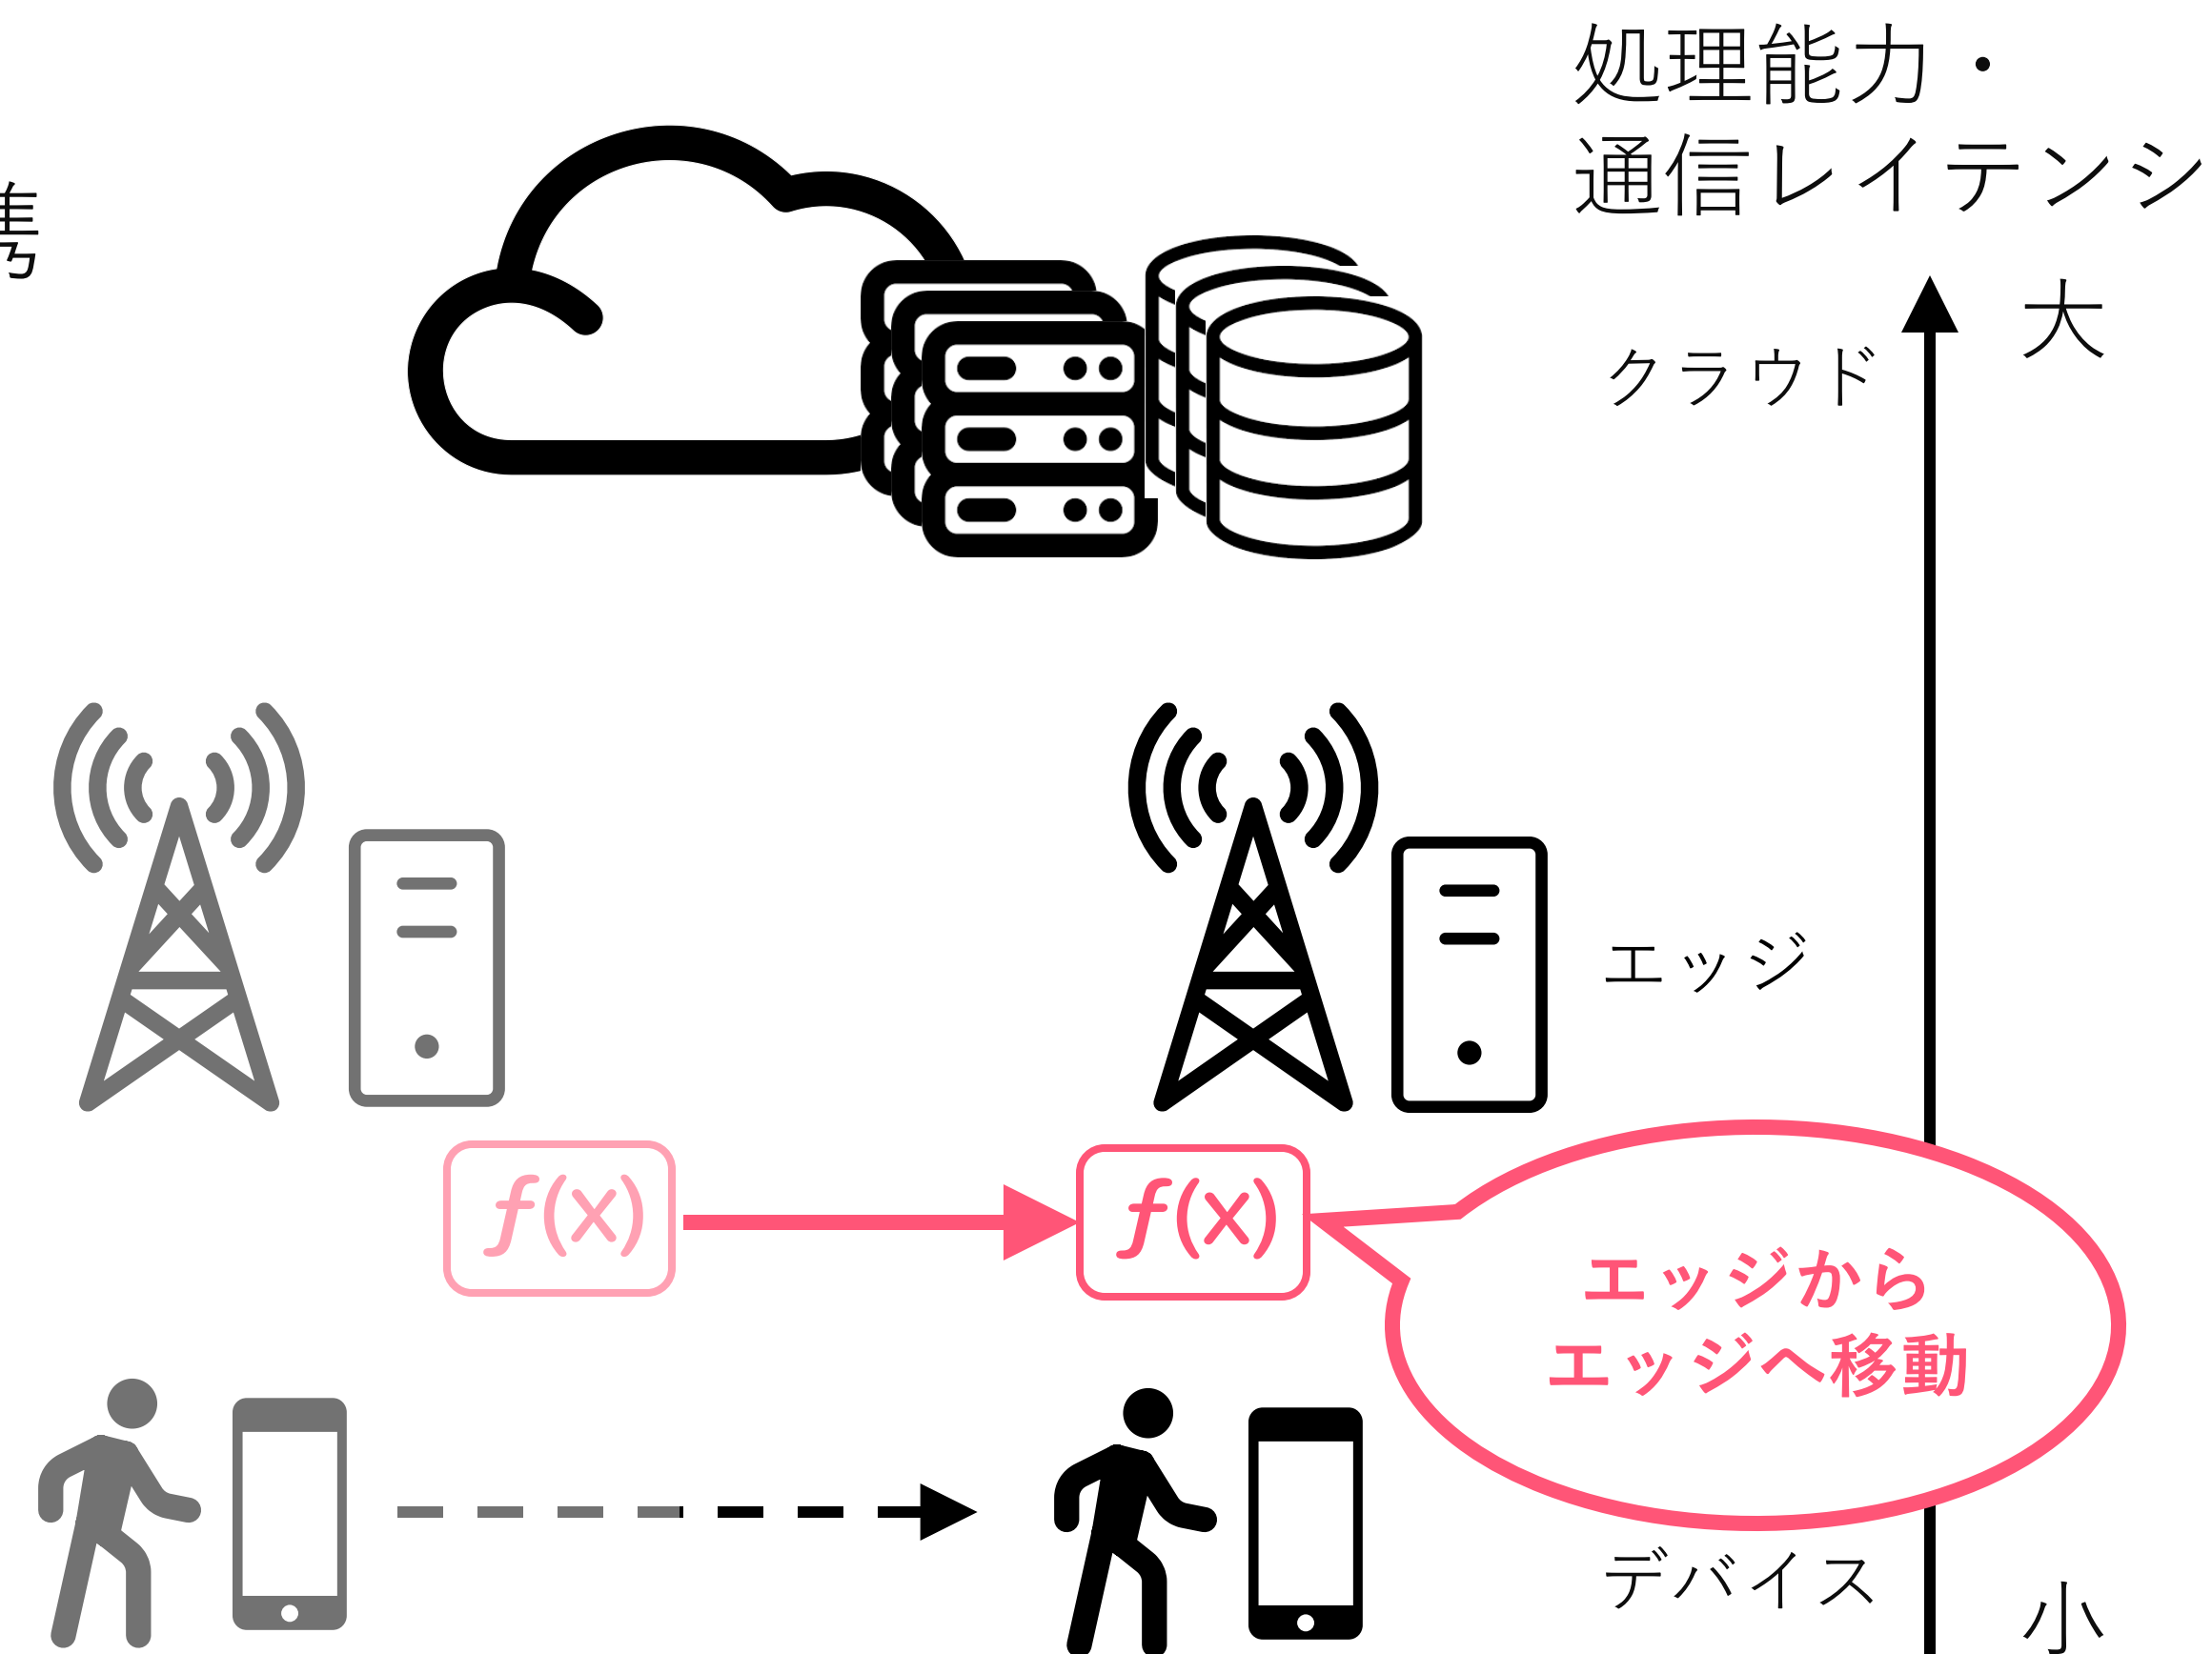 処理能力・
通信レイテンシ
大
クラウド
エッジ
f(x)
f(x)
エッジから
エッジへ移動
デバイス
小